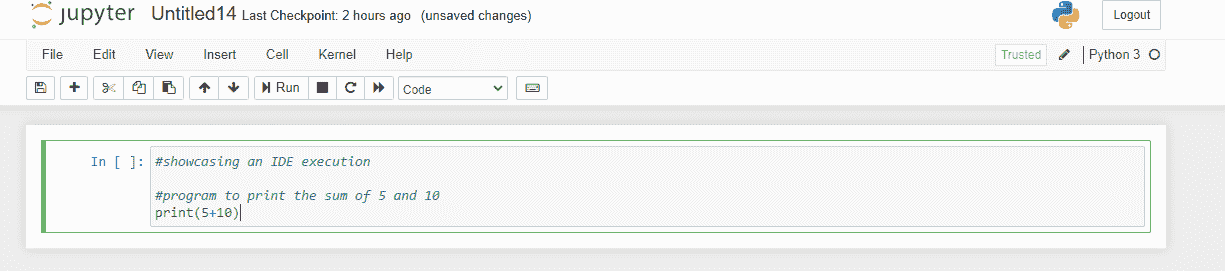 jupyter Untitled14 Last Checkpoint: 2 hours ago (unsaved changes) Logout
File Edit View Insert Cell Kernel Help Trusted Python 3
Run Code
In [ ]: #showcasing an IDE execution
#program to print the sum of 5 and 10
print(5+10)